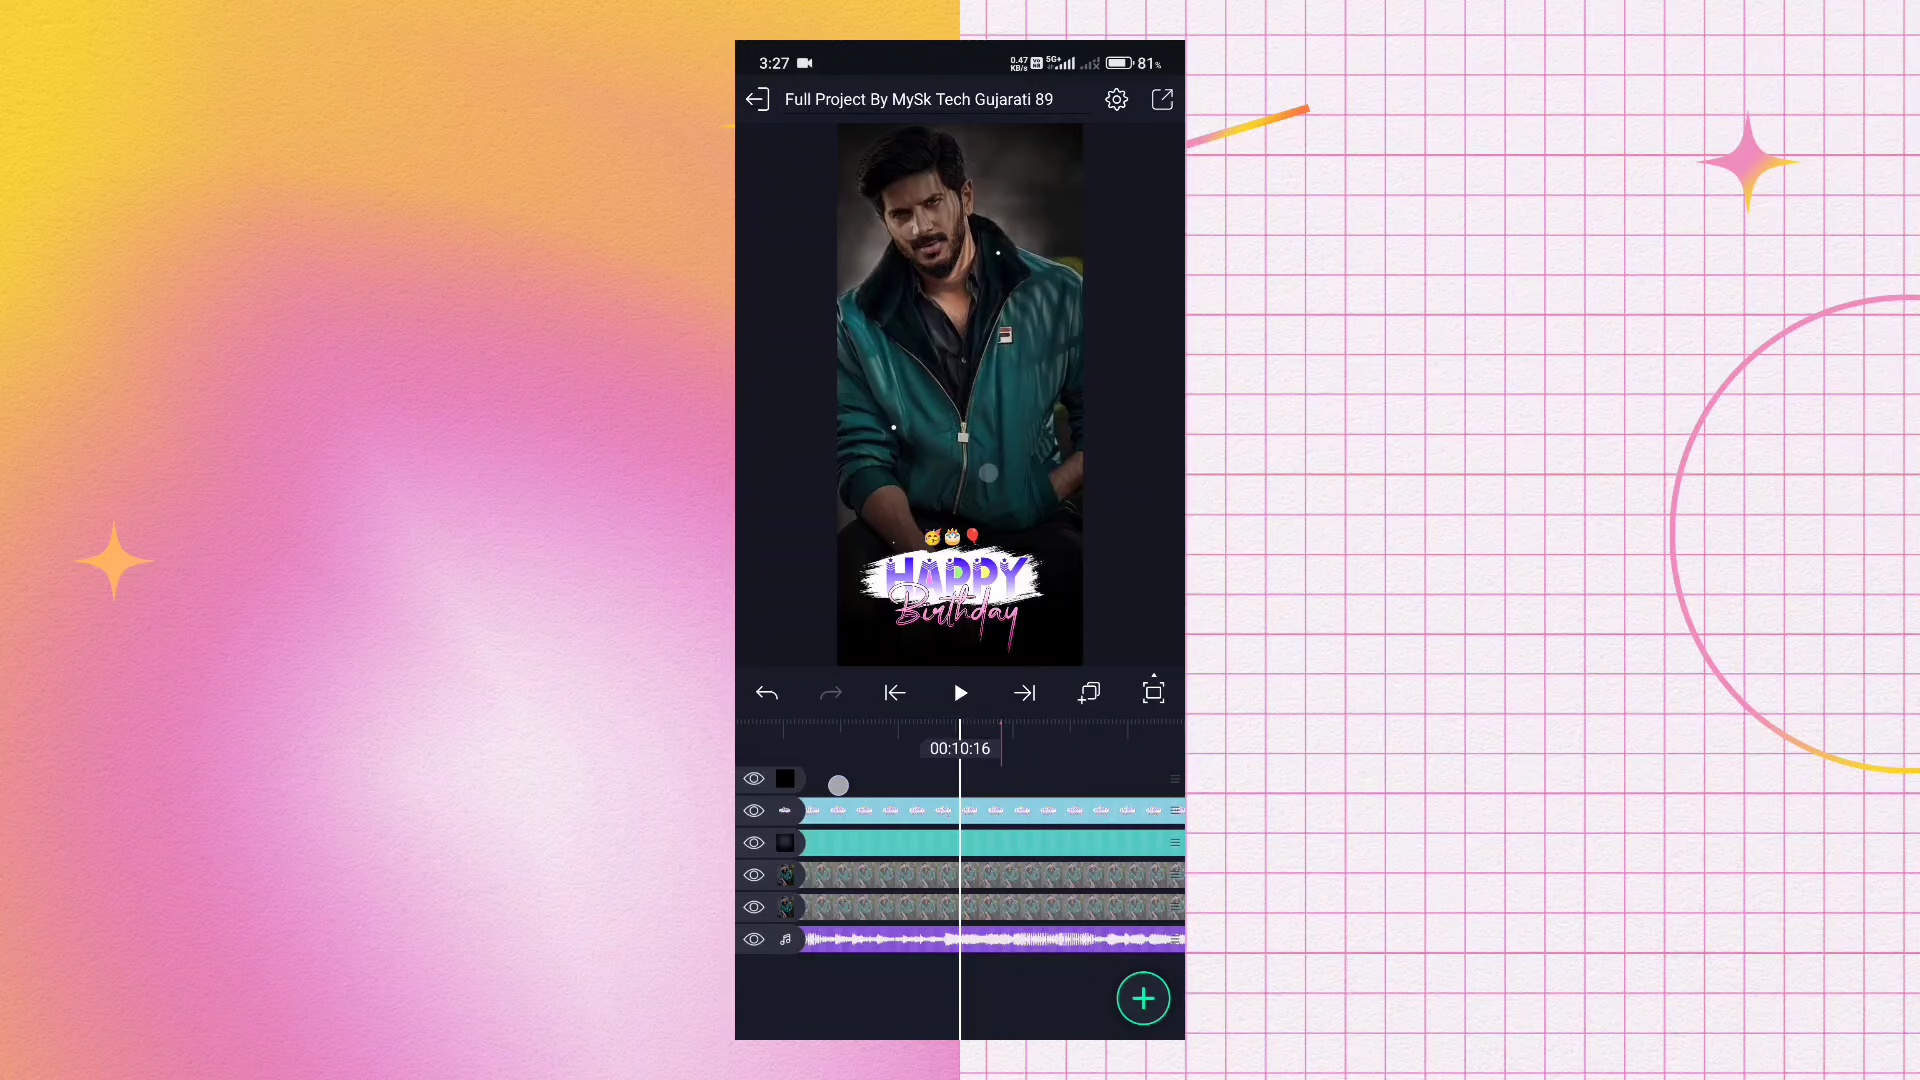 3:27
0.47 KB/s 5G+ 81%
Full Project By MySk Tech Gujarati 89
HAPPY
Birthday
00:10:16